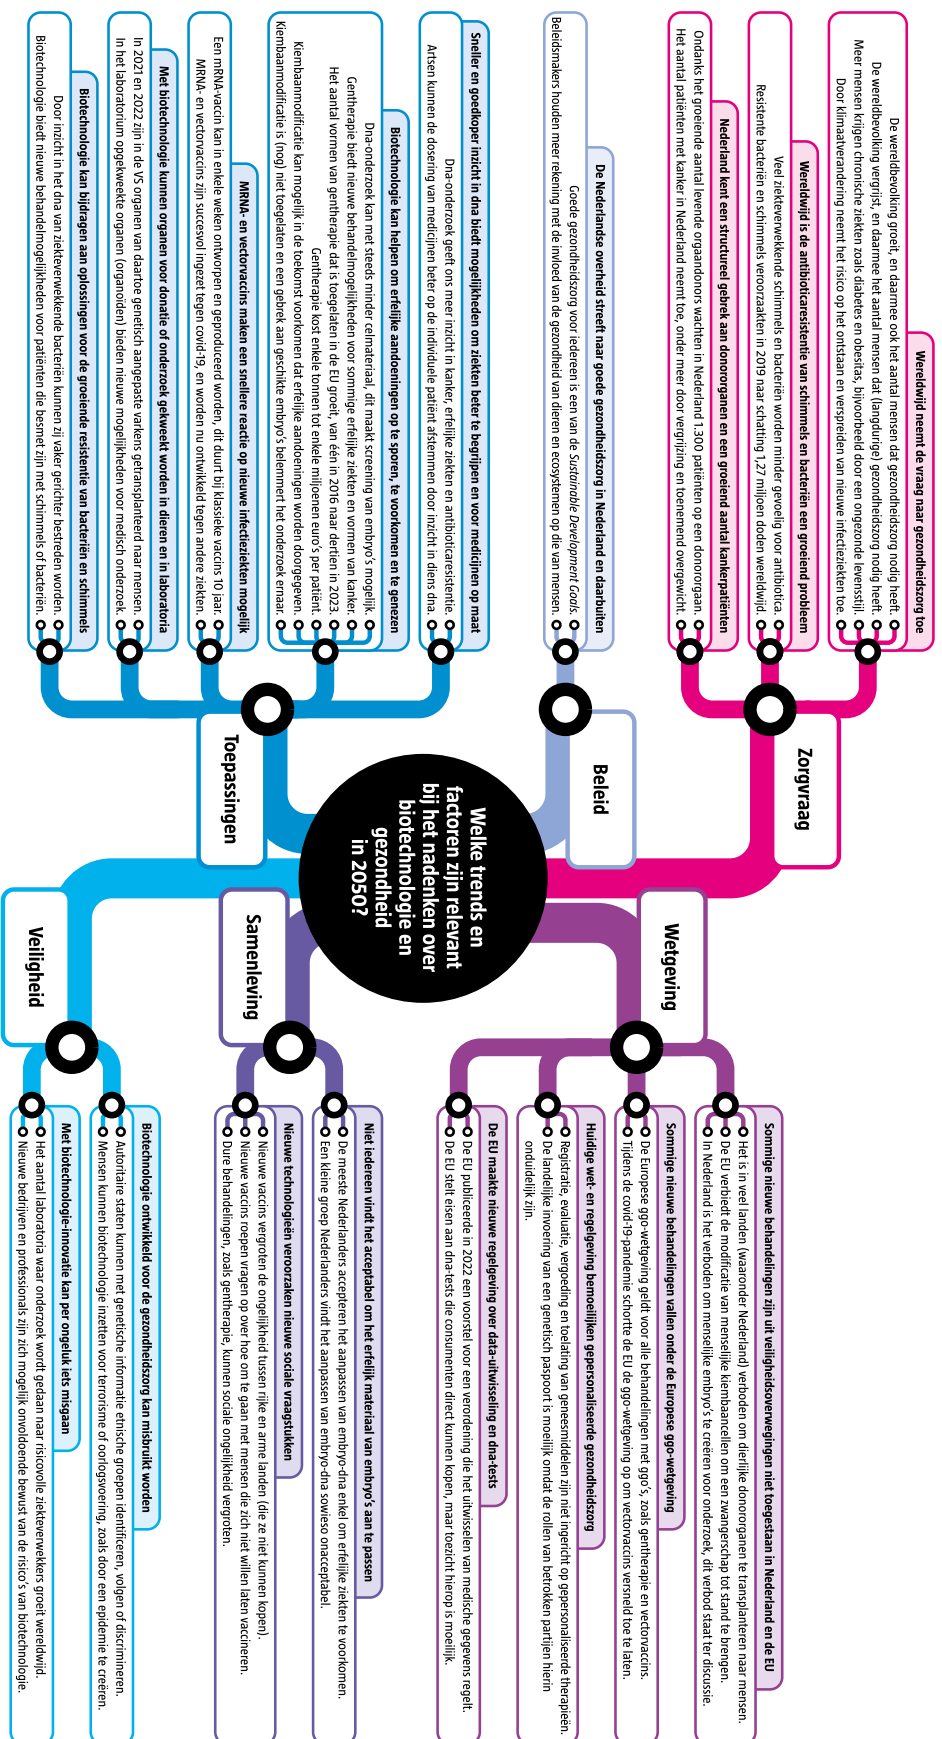 Welke trends en
factoren zijn relevant
bij het nadenken over
biotechnologie en
gezondheid
in 2050?
Zorgvraag
Wereldwijd neemt de vraag naar gezondheidszorg toe
De wereldbevolking groeit, en daarmee ook het aantal mensen dat gezondheidszorg nodig heeft.
De wereldbevolking vergrijst, en daarmee het aantal mensen dat (langdurige) gezondheidszorg nodig heeft.
Meer mensen krijgen chronische ziekten zoals diabetes en obesitas, bijvoorbeeld door een ongezonde levensstijl.
Door klimaatverandering neemt het risico op het ontstaan en verspreiden van nieuwe infectieziekten toe.
Wereldwijd is de antibioticaresistentie van schimmels en bacteriën een groeiend probleem
Veel ziekteverwekkende schimmels en bacteriën worden minder gevoelig voor antibiotica.
Resistente bacteriën en schimmels veroorzaakten in 2019 naar schatting 1,27 miljoen doden wereldwijd.
Nederland kent een structureel gebrek aan donororganen en een groeiend aantal kankerpatiënten
Ondanks het groeiende aantal levende orgaandonors wachten in Nederland 1.300 patiënten op een donororgaan.
Het aantal patiënten met kanker in Nederland neemt toe, onder meer door vergrijzing en toenemend overgewicht.
Beleid
De Nederlandse overheid streeft naar goede gezondheidszorg in Nederland en daarbuiten
Goede gezondheidszorg voor iedereen is een van de Sustainable Development Goals.
Beleidsmakers houden meer rekening met de invloed van de gezondheid van dieren en ecosystemen op die van mensen.
Toepassingen
Sneller en goedkoper inzicht in dna biedt mogelijkheden om ziekten beter te begrijpen en voor medicijnen op maat
Dna-onderzoek geeft ons meer inzicht in kanker, erfelijke ziekten en antibioticaresistentie.
Artsen kunnen de dosering van medicijnen beter op de individuele patiënt afstemmen door inzicht in diens dna.
Biotechnologie kan helpen om erfelijke aandoeningen op te sporen, te voorkomen en te genezen
Dna-onderzoek kan met steeds minder celmateriaal, dit maakt screening van embryo's mogelijk.
Gentherapie biedt nieuwe behandelmogelijkheden voor sommige erfelijke ziekten en vormen van kanker.
Het aantal vormen van gentherapie dat is toegelaten in de EU groeit, van één in 2016 naar dertien in 2023.
Gentherapie kost enkele tonnen tot enkele miljoenen euro's per patiënt.
Kiembaanmodificatie kan mogelijk in de toekomst voorkomen dat erfelijke aandoeningen worden doorgegeven.
Kiembaanmodificatie is (nog) niet toegelaten en een gebrek aan geschikte embryo's belemmert het onderzoek ernaar.
MRNA- en vectorvaccins maken een snellere reactie op nieuwe infectieziekten mogelijk
Een mRNA-vaccin kan in enkele weken ontworpen en geproduceerd worden, dit duurt bij klassieke vaccins 10 jaar.
MRNA- en vectorvaccins zijn succesvol ingezet tegen covid-19, en worden nu ontwikkeld tegen andere ziekten.
Met biotechnologie kunnen organen voor donatie of onderzoek gekweekt worden in dieren en in laboratoria
In 2021 en 2022 zijn in de VS organen van daartoe genetisch aangepaste varkens getransplanteerd naar mensen.
In het laboratorium opgekweekte organen (organoïden) bieden nieuwe mogelijkheden voor medisch onderzoek.
Biotechnologie kan bijdragen aan oplossingen voor de groeiende resistentie van bacteriën en schimmels
Door inzicht in het dna van ziekteverwekkende bacteriën kunnen zij vaker gerichter bestreden worden.
Biotechnologie biedt nieuwe behandelmogelijkheden voor patiënten die besmet zijn met schimmels of bacteriën.
Wetgeving
Sommige nieuwe behandelingen zijn uit veiligheidsoverwegingen niet toegestaan in Nederland en de EU
Het is in veel landen (waaronder Nederland) verboden om dierlijke donororganen te transplanteren naar mensen.
De EU verbiedt de modificatie van menselijke kiembaancellen om een zwangerschap tot stand te brengen.
In Nederland is het verboden om menselijke embryo's te creëren voor onderzoek, dit verbod staat ter discussie.
Sommige nieuwe behandelingen vallen onder de Europese ggo-wetgeving
De Europese ggo-wetgeving geldt voor alle behandelingen met ggo's, zoals gentherapie en vectorvaccins.
Tijdens de covid-19-pandemie schortte de EU de ggo-wetgeving op om vectorvaccins versneld toe te laten.
Huidige wet- en regelgeving bemoeilijken gepersonaliseerde gezondheidszorg
Registratie, evaluatie, vergoeding en toelating van geneesmiddelen zijn niet ingericht op gepersonaliseerde therapieën.
De landelijke invoering van een genetisch paspoort is moeilijk omdat de rollen van betrokken partijen hierin
onduidelijk zijn.
De EU maakte nieuwe regelgeving over data-uitwisseling en dna-tests
De EU publiceerde in 2022 een voorstel voor een verordening die het uitwisselen van medische gegevens regelt.
De EU stelt eisen aan dna-tests die consumenten direct kunnen kopen, maar toezicht hierop is moeilijk.
Samenleving
Niet iedereen vindt het acceptabel om het erfelijk materiaal van embryo's aan te passen
De meeste Nederlanders accepteren het aanpassen van embryo-dna enkel om erfelijke ziekten te voorkomen.
Een kleine groep Nederlanders vindt het aanpassen van embryo-dna sowieso onacceptabel.
Nieuwe technologieën veroorzaken nieuwe sociale vraagstukken
Nieuwe vaccins vergroten de ongelijkheid tussen rijke en arme landen (die ze niet kunnen kopen).
Nieuwe vaccins roepen vragen op over hoe om te gaan met mensen die zich niet willen laten vaccineren.
Dure behandelingen, zoals gentherapie, kunnen sociale ongelijkheid vergroten.
Veiligheid
Biotechnologie ontwikkeld voor de gezondheidszorg kan misbruikt worden
Autoritaire staten kunnen met genetische informatie etnische groepen identificeren, volgen of discrimineren.
Mensen kunnen biotechnologie inzetten voor terrorisme of oorlogsvoering, zoals door een epidemie te creëren.
Met biotechnologie-innovatie kan per ongeluk iets misgaan
Het aantal laboratoria waar onderzoek wordt gedaan naar risicovolle ziekteverwekkers groeit wereldwijd.
Nieuwe bedrijven en professionals zijn zich mogelijk onvoldoende bewust van de risico's van biotechnologie.